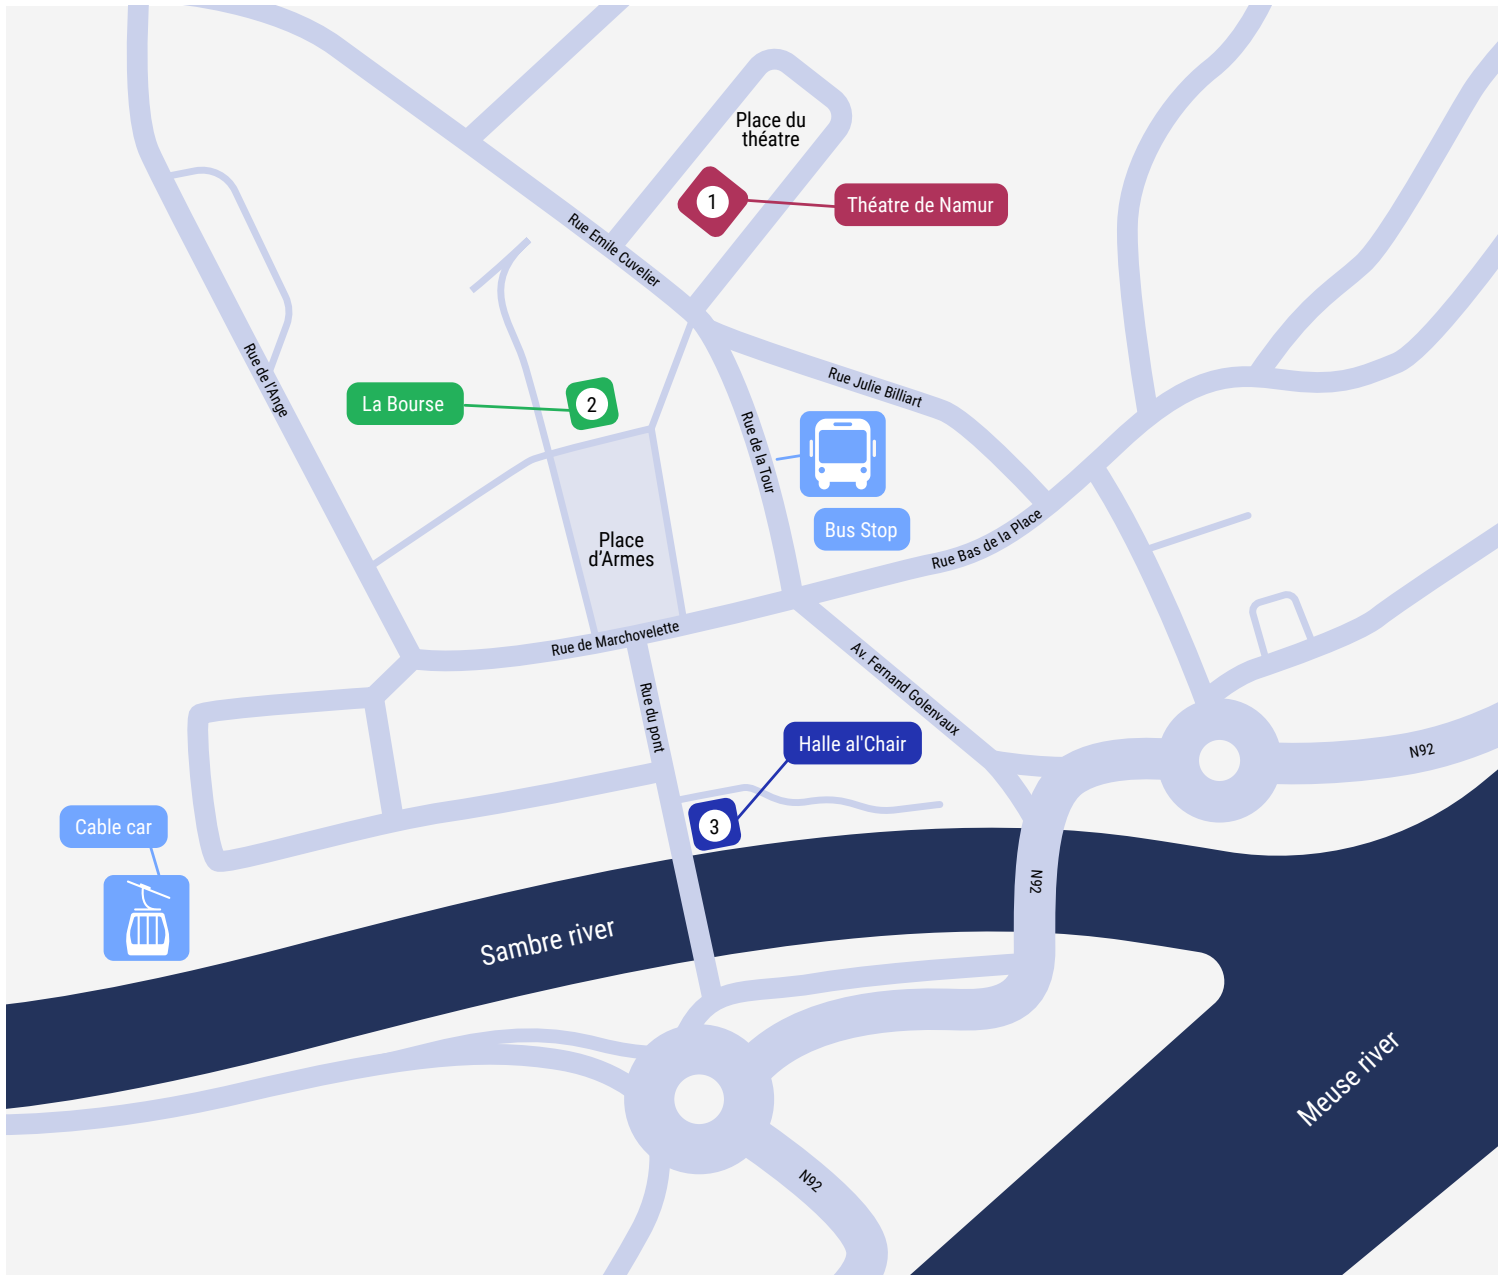 Place du
théatre
1
Théatre de Namur
Rue Emile Cuvelier
Rue de l'Ange
Rue Julie Billiart
La Bourse
2
Rue de la Tour
Bus Stop
Rue Bas de la Place
Place
d’Armes
Rue de Marchovelette
Av. Fernand Golenvaux
Rue du pont
Halle al'Chair
N92
3
Cable car
N92
Sambre river
Meuse river
N92